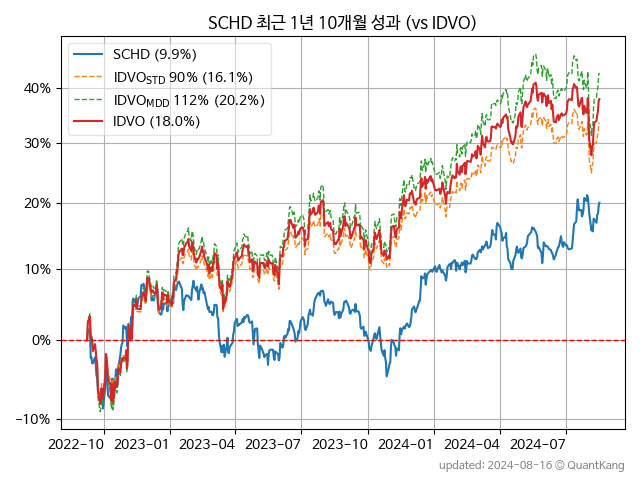 SCHD 최근 1년 10개월 성과 (vs IDVO)
SCHD (9.9%)
IDVO_STD 90% (16.1%)
IDVO_MDD 112% (20.2%)
IDVO (18.0%)
40%
30%
20%
10%
0%
−10%
2022−10 2023−01 2023−04 2023−07 2023−10 2024−01 2024−04 2024−07
updated: 2024-08-16 © QuantKang